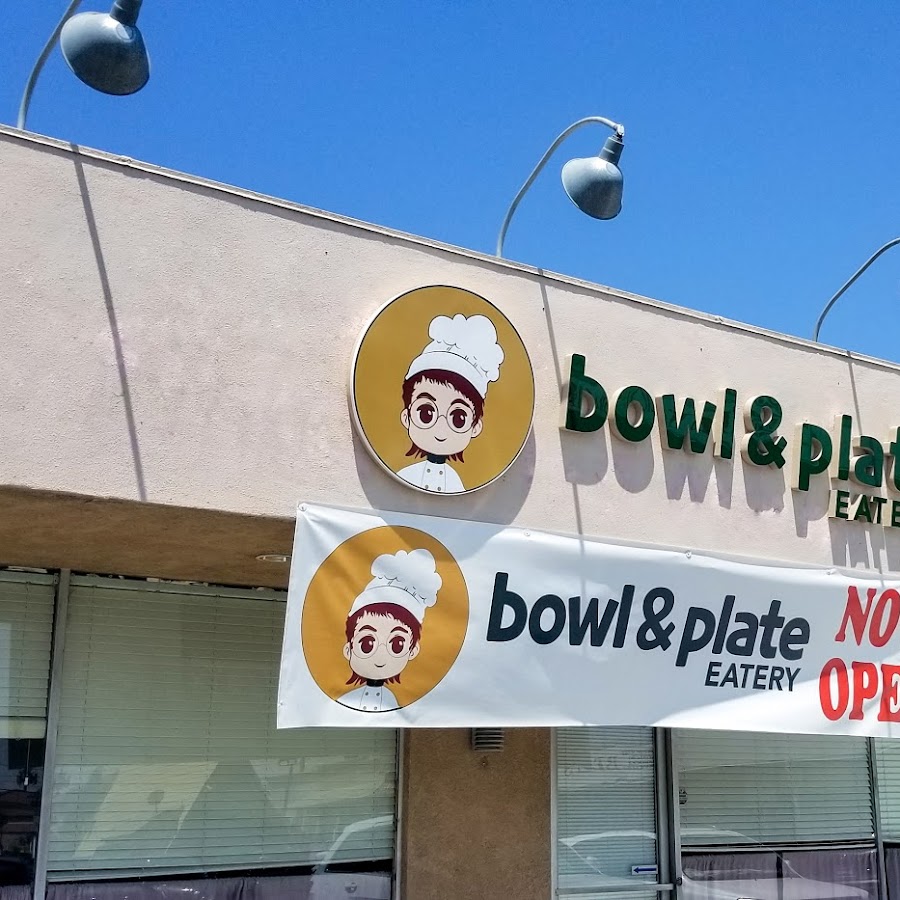 bowl & plat
EATE
bowl & plate
EATERY
NO
OPE